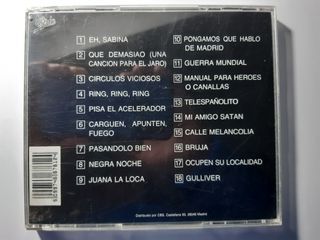 1 EH, SABINA
2 QUE DEMASIAO (UNA
CANCION PARA EL JARO)
3 CIRCULOS VICIOSOS
4 RING, RING, RING
5 PISA EL ACELERADOR
6 CARGUEN, APUNTEN,
FUEGO
7 PASANDOLO BIEN
8 NEGRA NOCHE
9 JUANA LA LOCA
10 PONGAMOS QUE HABLO
DE MADRID
11 GUERRA MUNDIAL
12 MANUAL PARA HEROES
O CANALLAS
13 TELESPAÑOLITO
14 MI AMIGO SATAN
15 CALLE MELANCOLIA
16 BRUJA
17 OCUPEN SU LOCALIDAD
18 GULLIVER
Distribuido por CBS. Castellana 93. 28046 Madrid